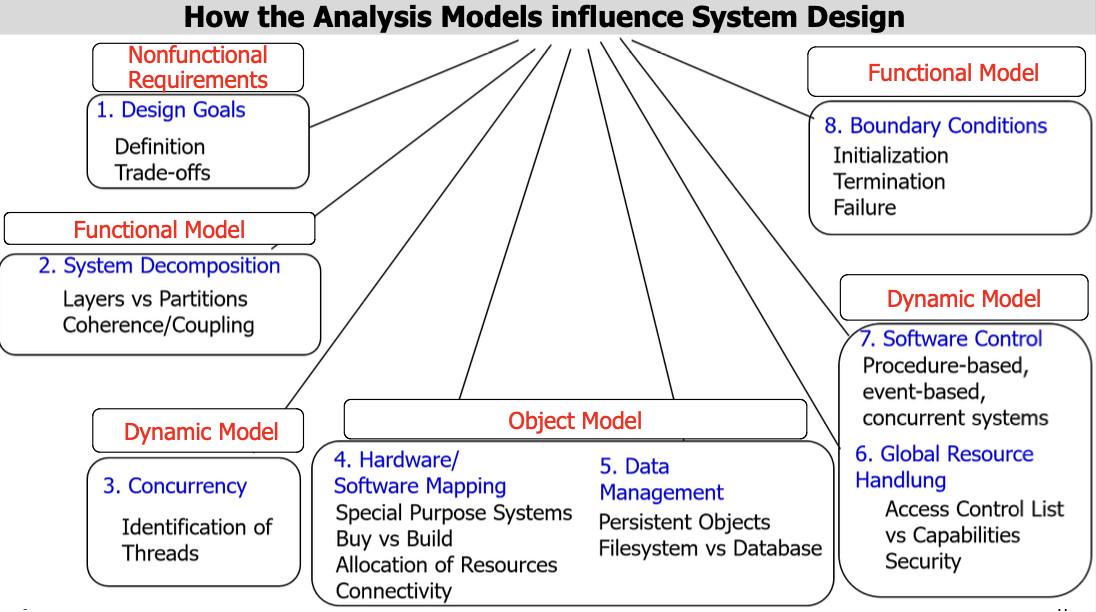 How the Analysis Models influence System Design
Nonfunctional
Requirements
1. Design Goals
Definition
Trade-offs
Functional Model
2. System Decomposition
Layers vs Partitions
Coherence/Coupling
Dynamic Model
3. Concurrency
Identification of
Threads
Object Model
4. Hardware/
Software Mapping
Special Purpose Systems
Buy vs Build
Allocation of Resources
Connectivity
5. Data
Management
Persistent Objects
Filesystem vs Database
Functional Model
8. Boundary Conditions
Initialization
Termination
Failure
Dynamic Model
7. Software Control
Procedure-based,
event-based,
concurrent systems
6. Global Resource
Handlung
Access Control List
vs Capabilities
Security